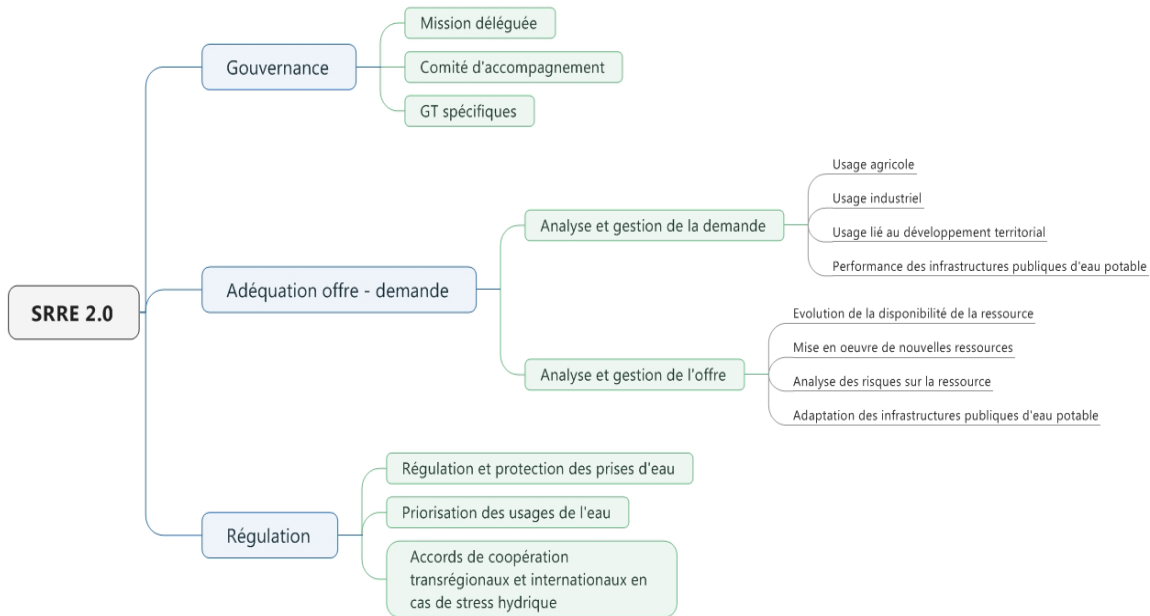 SRRE 2.0
Gouvernance
Mission déléguée
Comité d'accompagnement
GT spécifiques
Adéquation offre - demande
Analyse et gestion de la demande
Usage agricole
Usage industriel
Usage lié au développement territorial
Performance des infrastructures publiques d'eau potable
Analyse et gestion de l'offre
Evolution de la disponibilité de la ressource
Mise en oeuvre de nouvelles ressources
Analyse des risques sur la ressource
Adaptation des infrastructures publiques d'eau potable
Régulation
Régulation et protection des prises d'eau
Priorisation des usages de l'eau
Accords de coopération
transrégionaux et internationaux en
cas de stress hydrique